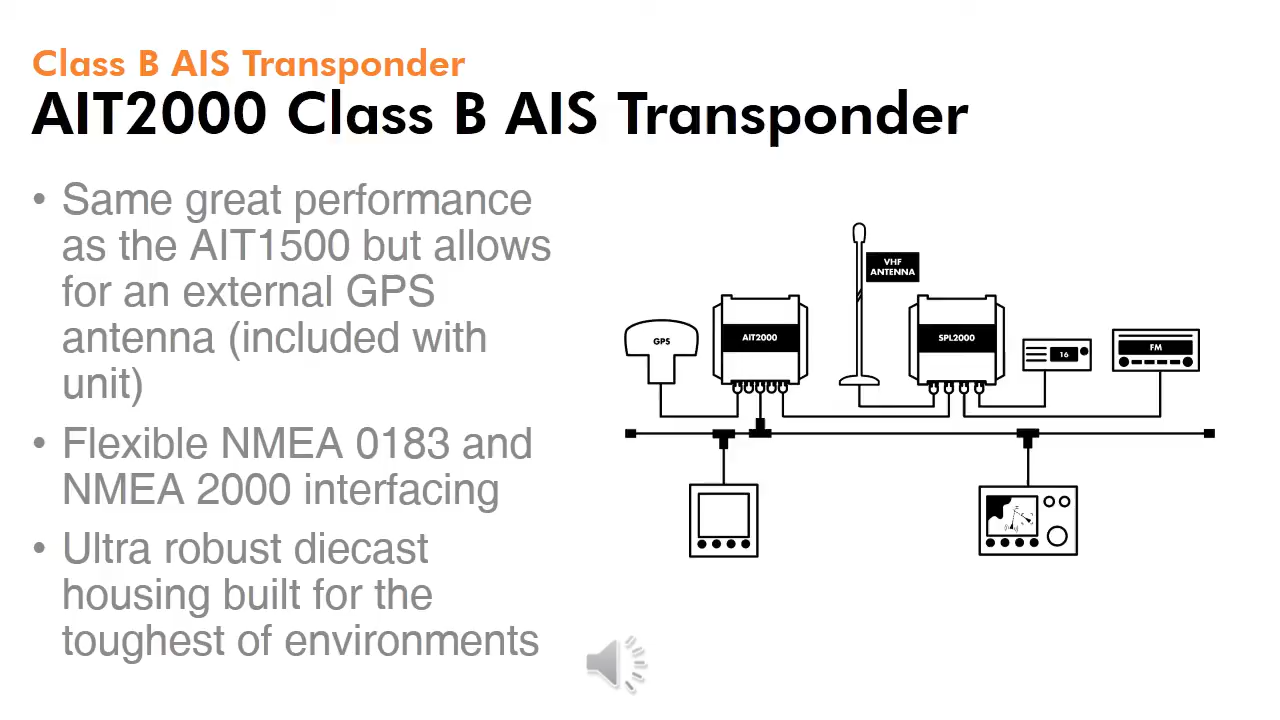 Class B AIS Transponder
AIT2000 Class B AIS Transponder
• Same great performance
as the AIT1500 but allows
for an external GPS
antenna (included with
unit)
• Flexible NMEA 0183 and
NMEA 2000 interfacing
• Ultra robust diecast
housing built for the
toughest of environments
VHF
ANTENNA
GPS
AIT2000
SPL2000
16
FM